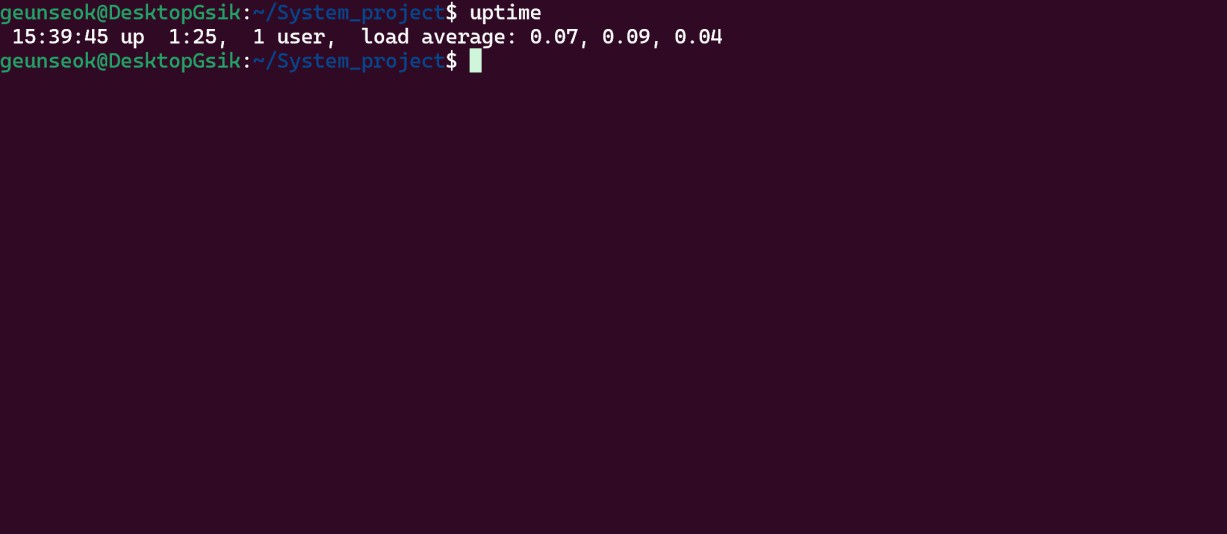 geunseok@DesktopGsik:~/System_project$ uptime
 15:39:45 up  1:25,  1 user,  load average: 0.07, 0.09, 0.04
geunseok@DesktopGsik:~/System_project$